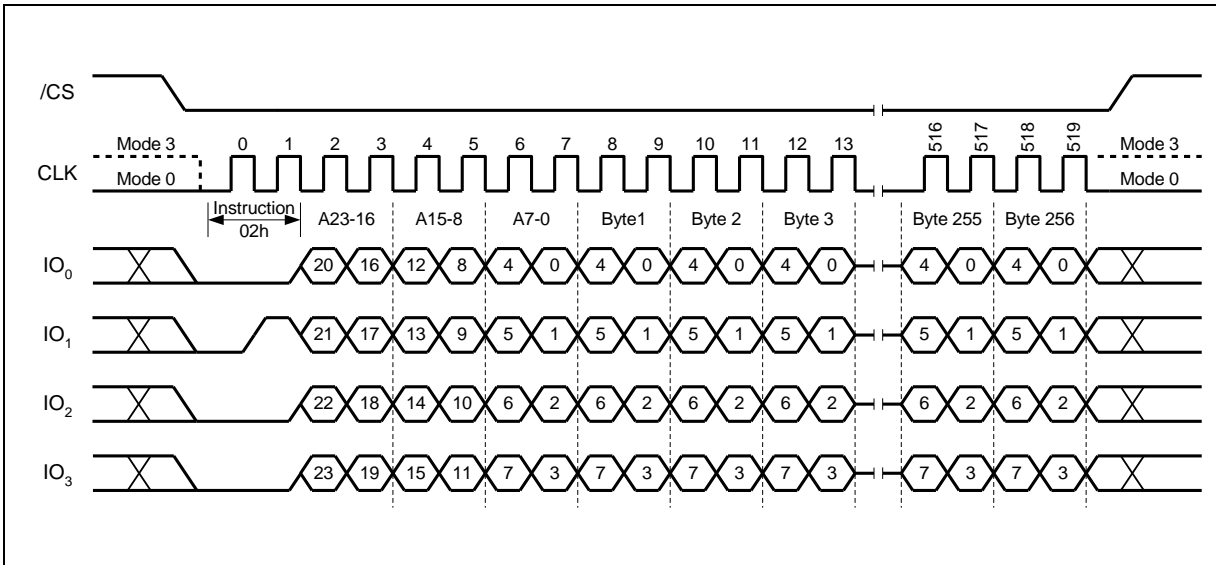 /CS
Mode 3
CLK
Mode 0
0 1 2 3 4 5 6 7 8 9 10 11 12 13
516 517 518 519
Mode 3
Mode 0
Instruction
02h
A23-16 A15-8 A7-0 Byte1 Byte 2 Byte 3 Byte 255 Byte 256
IO0
20 16 12 8 4 0 4 0 4 0 4 0 4 0 4 0
IO1
21 17 13 9 5 1 5 1 5 1 5 1 5 1 5 1
IO2
22 18 14 10 6 2 6 2 6 2 6 2 6 2 6 2
IO3
23 19 15 11 7 3 7 3 7 3 7 3 7 3 7 3